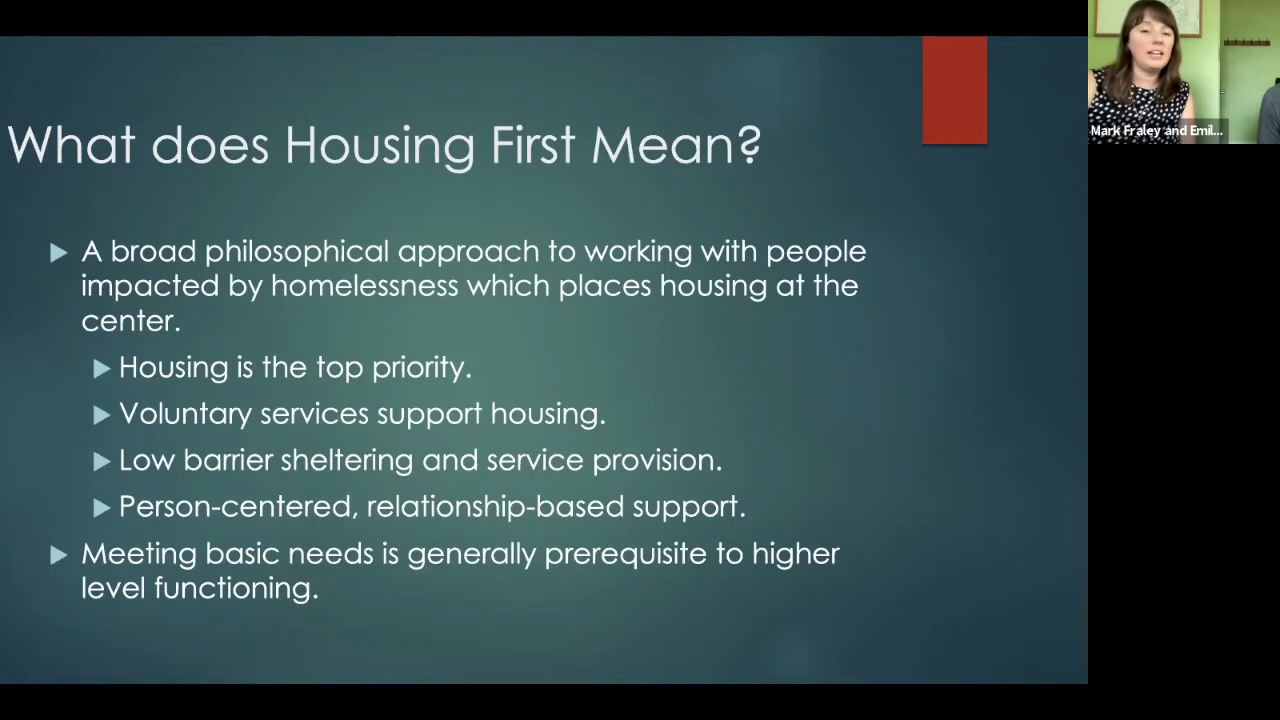 What does Housing First Mean?
A broad philosophical approach to working with people
impacted by homelessness which places housing at the
center.
Housing is the top priority.
Voluntary services support housing.
Low barrier sheltering and service provision.
Person-centered, relationship-based support.
Meeting basic needs is generally prerequisite to higher
level functioning.
Mark Fraley and Emil...